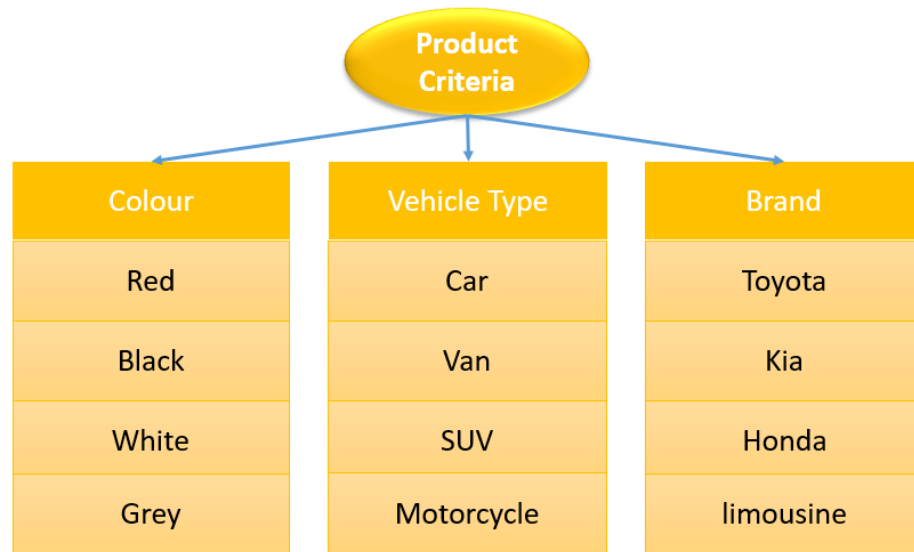 Product
Criteria
Colour
Vehicle Type
Brand
Red
Car
Toyota
Black
Van
Kia
White
SUV
Honda
Grey
Motorcycle
limousine